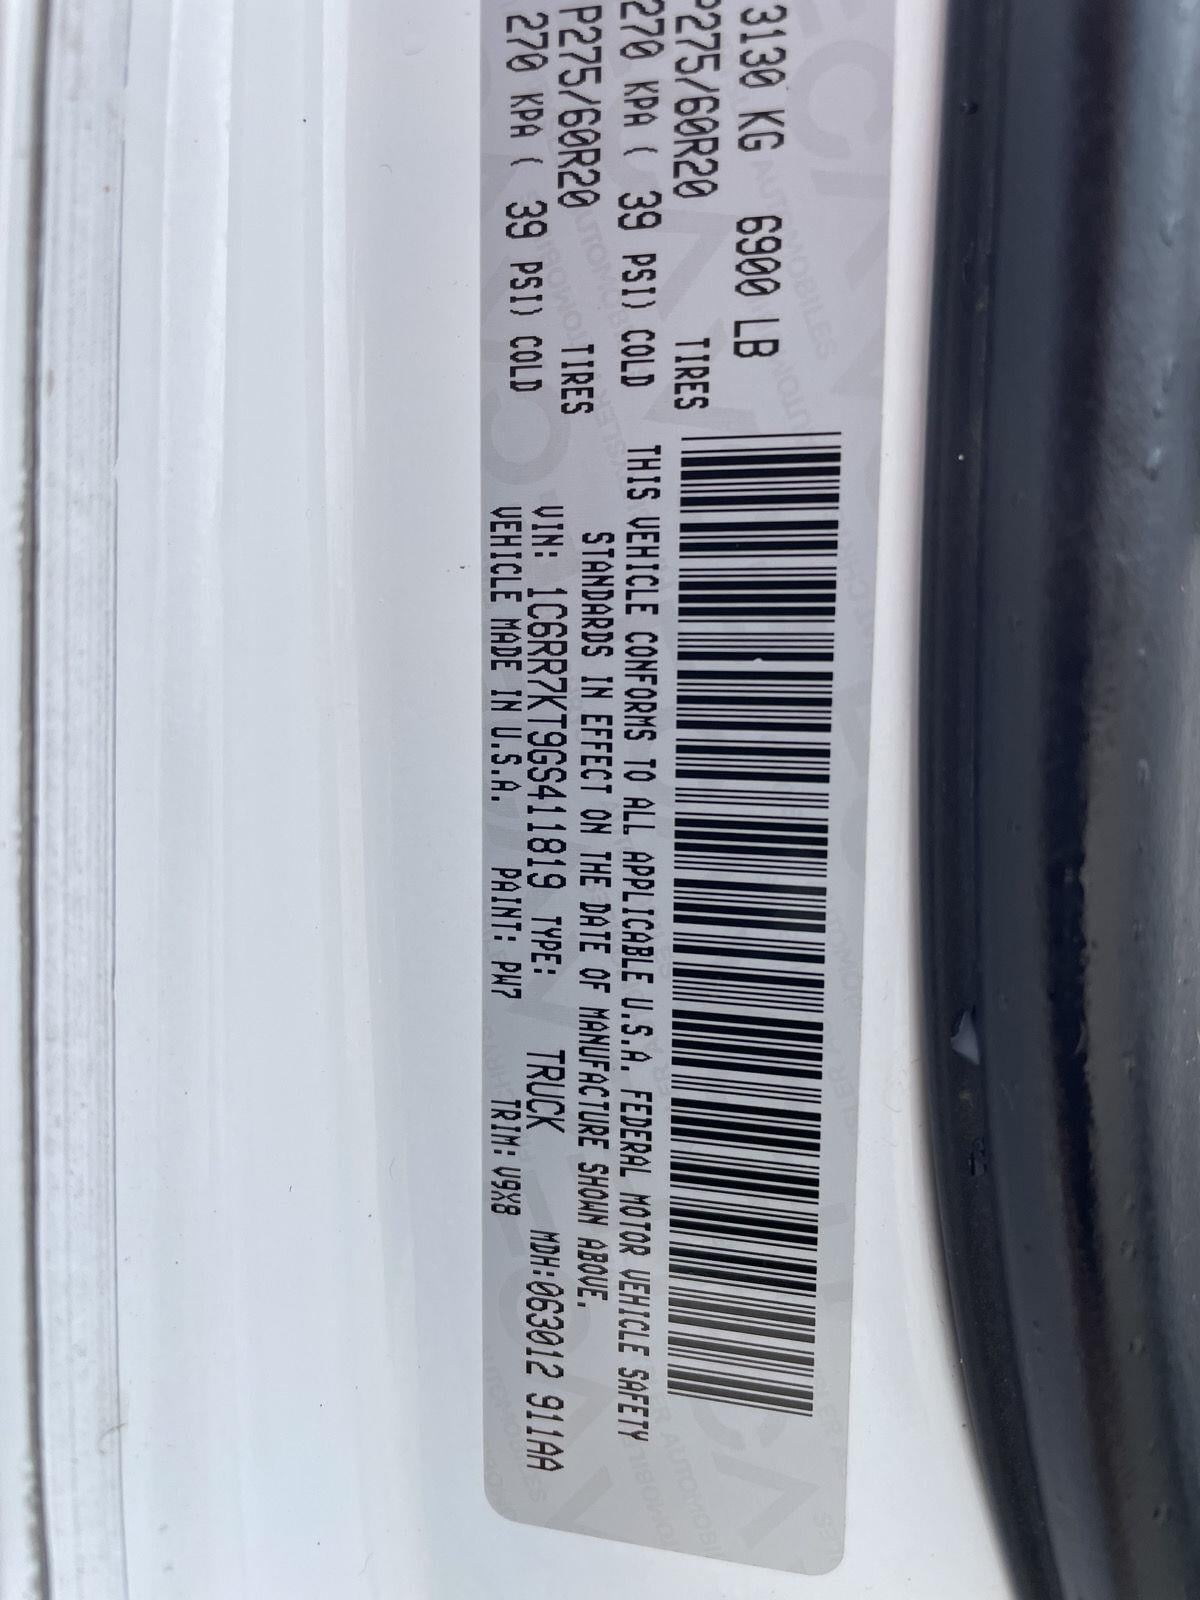 3130 KG 6900 LB
P275/60R20 TIRES
270 KPA ( 39 PSI) COLD
P275/60R20 TIRES
270 KPA ( 39 PSI) COLD
THIS VEHICLE CONFORMS TO ALL APPLICABLE U.S.A. FEDERAL MOTOR VEHICLE SAFETY
STANDARDS IN EFFECT ON THE DATE OF MANUFACTURE SHOWN ABOVE.
VIN: 1C6RR7KT9GS411819 TYPE: TRUCK MDH:063012 911AA
VEHICLE MADE IN U.S.A. PAINT: PW7 TRIM: V9X8